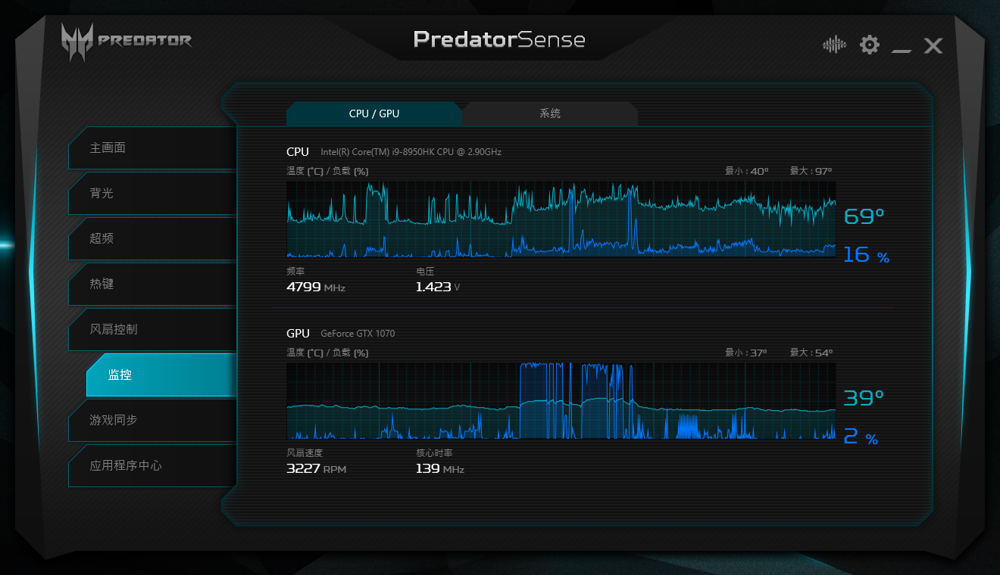 PREDATOR
PredatorSense
CPU / GPU
系统
主画面
背光
超频
热键
风扇控制
监控
游戏同步
应用程序中心
CPU Intel(R) Core(TM) i9-8950HK CPU @ 2.90GHz
温度 (°C) / 负载 (%) 最小 : 40° 最大 : 97°
69°
16 %
频率 电压
4799 MHz 1.423 V
GPU GeForce GTX 1070
温度 (°C) / 负载 (%) 最小 : 37° 最大 : 54°
39°
2 %
风扇速度 核心时率
3227 RPM 139 MHz